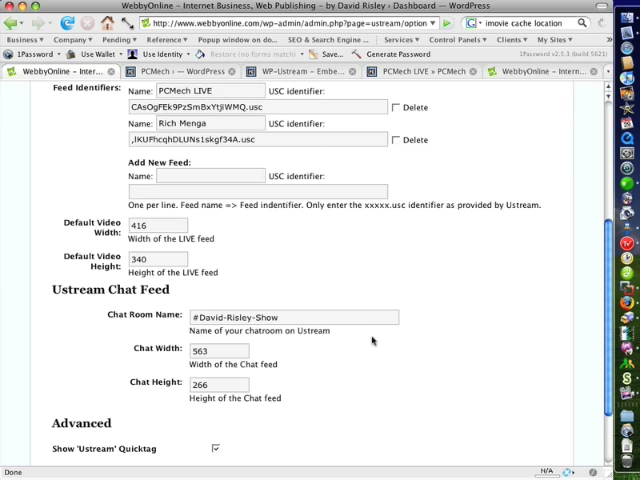 WebbyOnline — Internet Business, Web Publishing - by David Risley › Dashboard — WordPress
http://www.webbyonline.com/wp-admin/admin.php?page=ustream/option
imovie cache location
Business Company Pending Reference Popup window on do... SEO & Search Engine ... Services Control Panels Clients My Sites
1Password Use Wallet Use Identity Restore (no forms match) Save... Generate Password 1Password v2.5.3 (build 5621)
WebbyOnline - Inter... PCMech › — WordPress WP-Ustream - Embe... PCMech LIVE » PCMech WebbyOnline - Intern...
Feed Identifiers:
Name: PCMech LIVE USC identifier:
Delete
Name: Rich Menga USC identifier:
Delete
Add New Feed:
Name: USC identifier:
One per line. Feed name => Feed indentifier. Only enter the xxxxx.usc identifier as provided by Ustream.
Default Video Width: 416
Width of the LIVE feed
Default Video Height: 340
Height of the LIVE feed
Ustream Chat Feed
Chat Room Name: #David-Risley-Show
Name of your chatroom on Ustream
Chat Width: 563
Width of the Chat feed
Chat Height: 266
Height of the Chat feed
Advanced
Show 'Ustream' Quicktag
Done
N/A